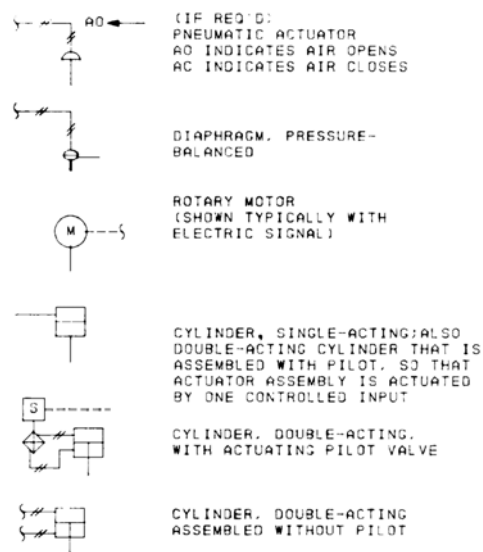 AO
(IF REQ'D)
PNEUMATIC ACTUATOR
AO INDICATES AIR OPENS
AC INDICATES AIR CLOSES
DIAPHRAGM, PRESSURE-
BALANCED
M
ROTARY MOTOR
(SHOWN TYPICALLY WITH
ELECTRIC SIGNAL)
CYLINDER, SINGLE-ACTING;ALSO
DOUBLE-ACTING CYLINDER THAT IS
ASSEMBLED WITH PILOT, SO THAT
ACTUATOR ASSEMBLY IS ACTUATED
BY ONE CONTROLLED INPUT
S
CYLINDER, DOUBLE-ACTING,
WITH ACTUATING PILOT VALVE
CYLINDER, DOUBLE-ACTING
ASSEMBLED WITHOUT PILOT